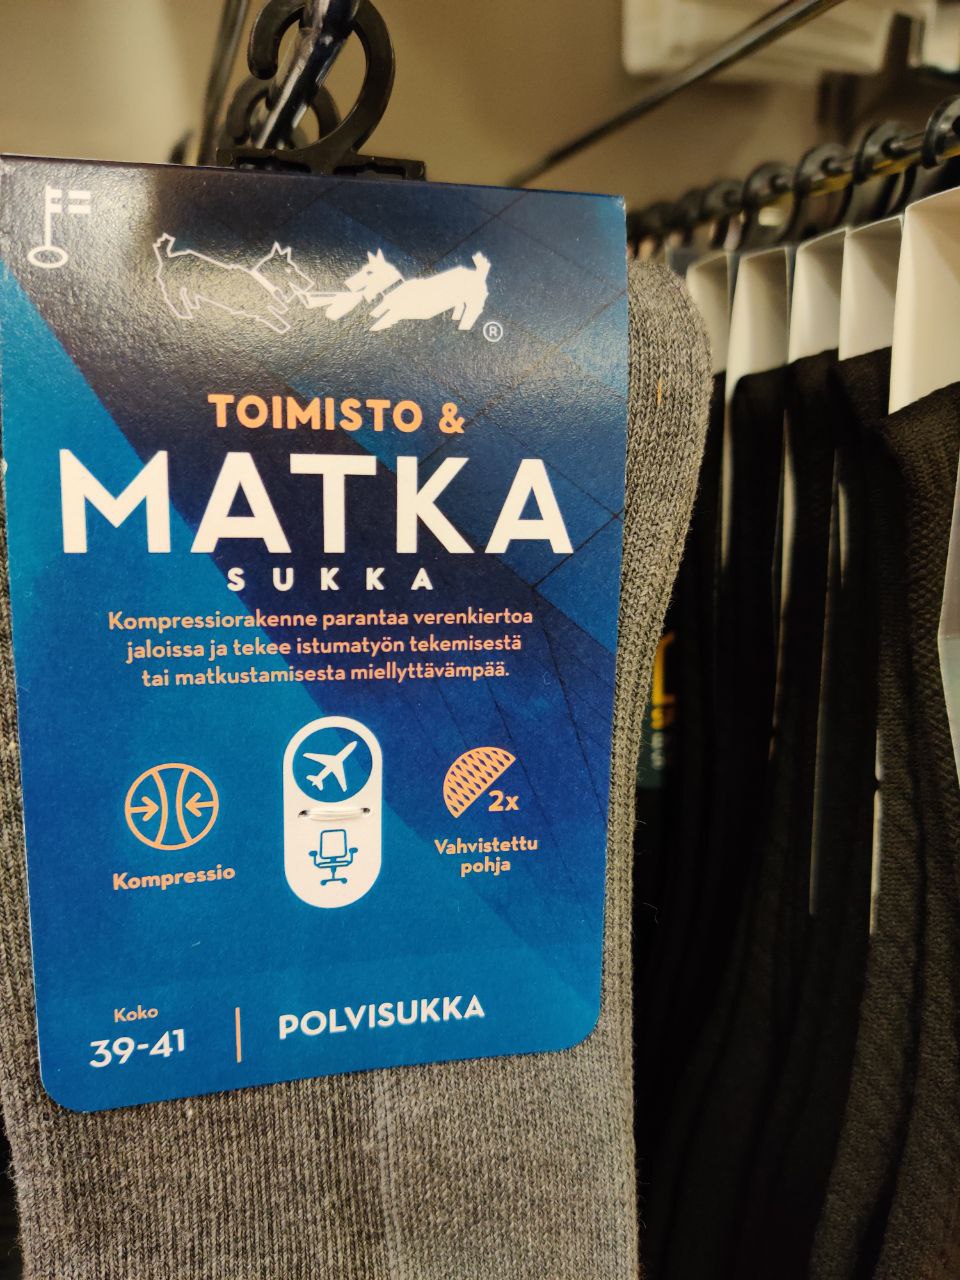 ®
TOIMISTO &
MATKA
SUKKA
Kompressiorakenne parantaa verenkiertoa
jaloissa ja tekee istumatyön tekemisestä
tai matkustamisesta miellyttävämpää.
Kompressio
2x
Vahvistettu
pohja
Koko
39-41
POLVISUKKA